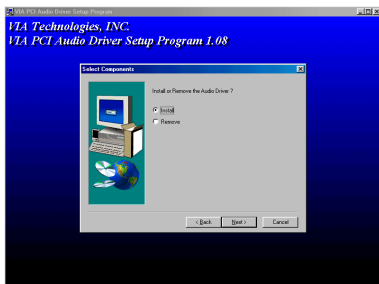 VIA PCI Audio Driver Setup Program
VIA Technologies, INC.
VIA PCI Audio Driver Setup Program 1.08
Select Components
Install or Remove the Audio Driver ?
Install
Remove
< Back
Next >
Cancel